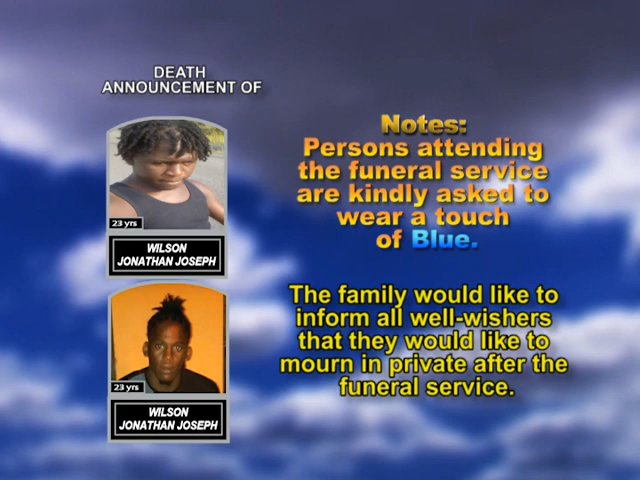 DEATH
ANNOUNCEMENT OF
23 yrs
WILSON
JONATHAN JOSEPH
23 yrs
WILSON
JONATHAN JOSEPH
Notes:
Persons attending
the funeral service
are kindly asked to
wear a touch
of Blue.
The family would like to
inform all well-wishers
that they would like to
mourn in private after the
funeral service.